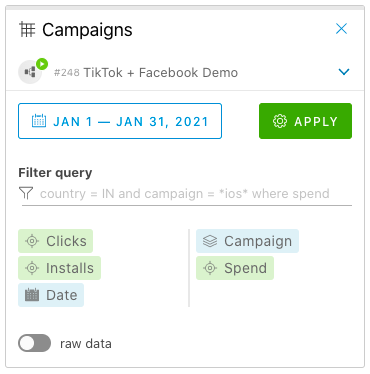 Campaigns
#248 TikTok + Facebook Demo
JAN 1 — JAN 31, 2021
APPLY
Filter query
country = IN and campaign = *ios* where spend
Clicks
Installs
Date
Campaign
Spend
raw data